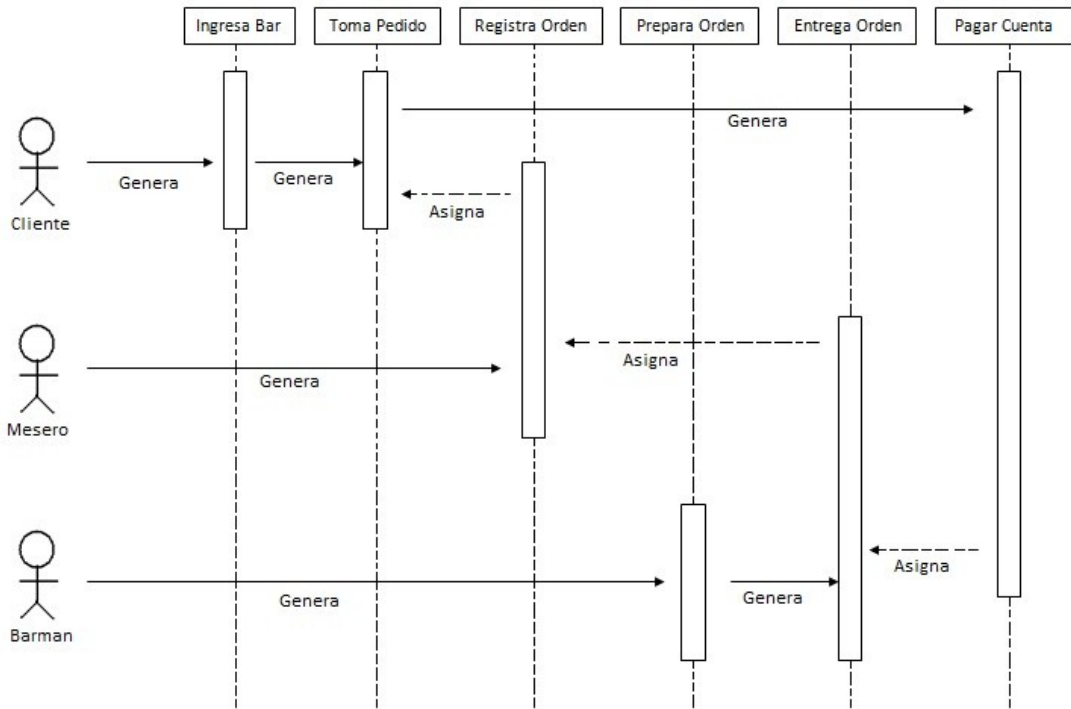 Ingresa Bar
Toma Pedido
Registra Orden
Prepara Orden
Entrega Orden
Pagar Cuenta
Genera
Genera
Genera
Asigna
Cliente
Asigna
Genera
Mesero
Asigna
Genera
Genera
Barman